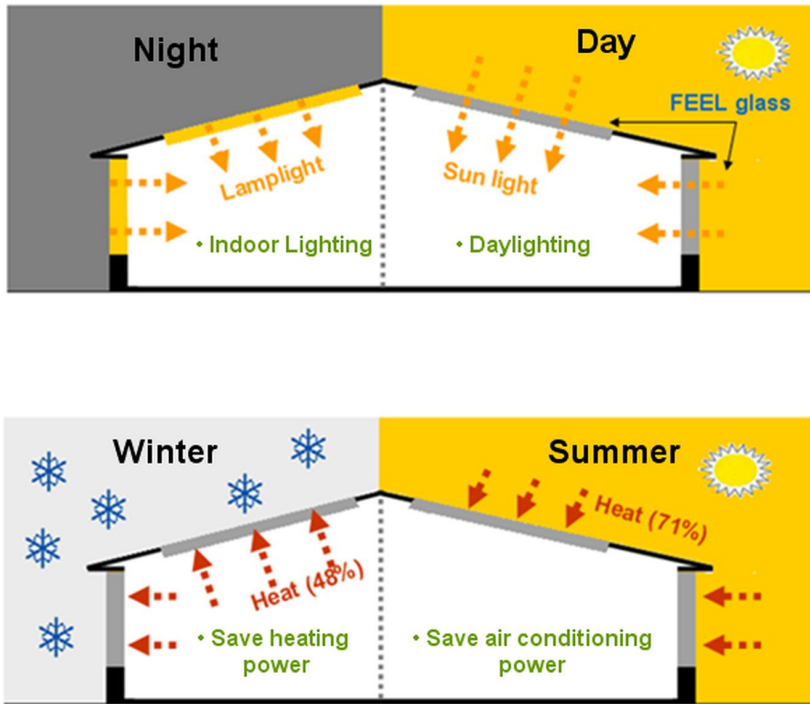 Night
Day
FEEL glass
Lamplight
Sun light
• Indoor Lighting
• Daylighting
Winter
Summer
Heat (48%)
Heat (71%)
• Save heating
power
• Save air conditioning
power